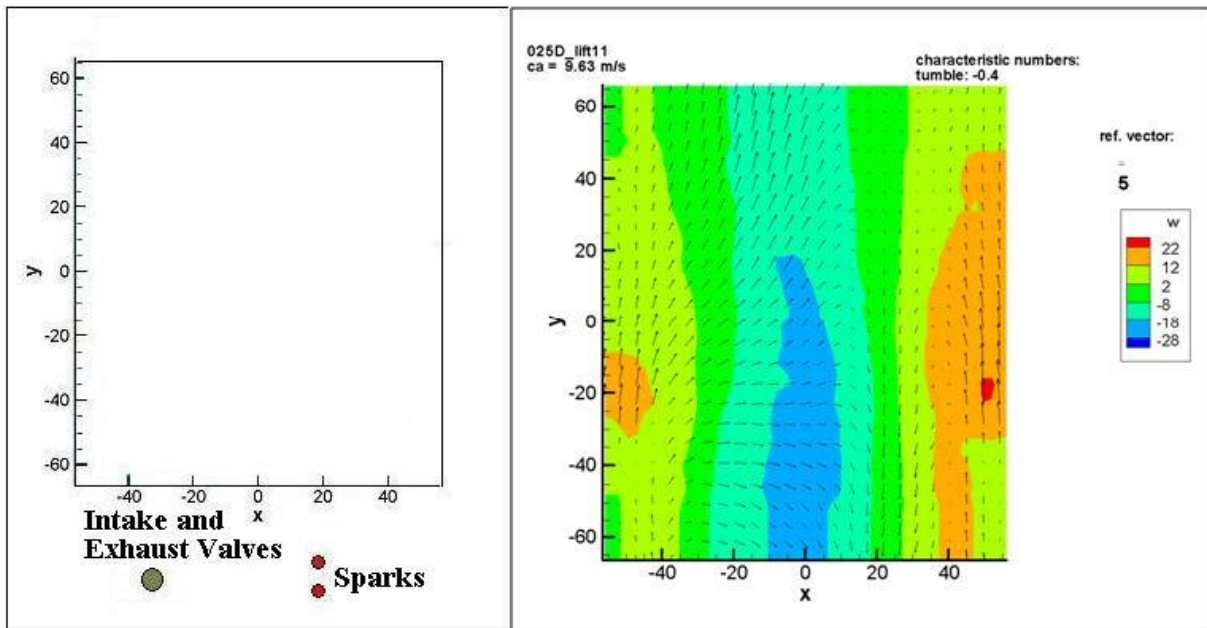 60
40
20
y
0
-20
-40
-60
-40 -20 0 20 40
x
Intake and
Exhaust Valves
Sparks
025D_lift11
ca = 9.63 m/s
characteristic numbers:
tumble: -0.4
60
40
20
y
0
-20
-40
-60
-40 -20 0 20 40
x
ref. vector:
5
w
22
12
2
-8
-18
-28